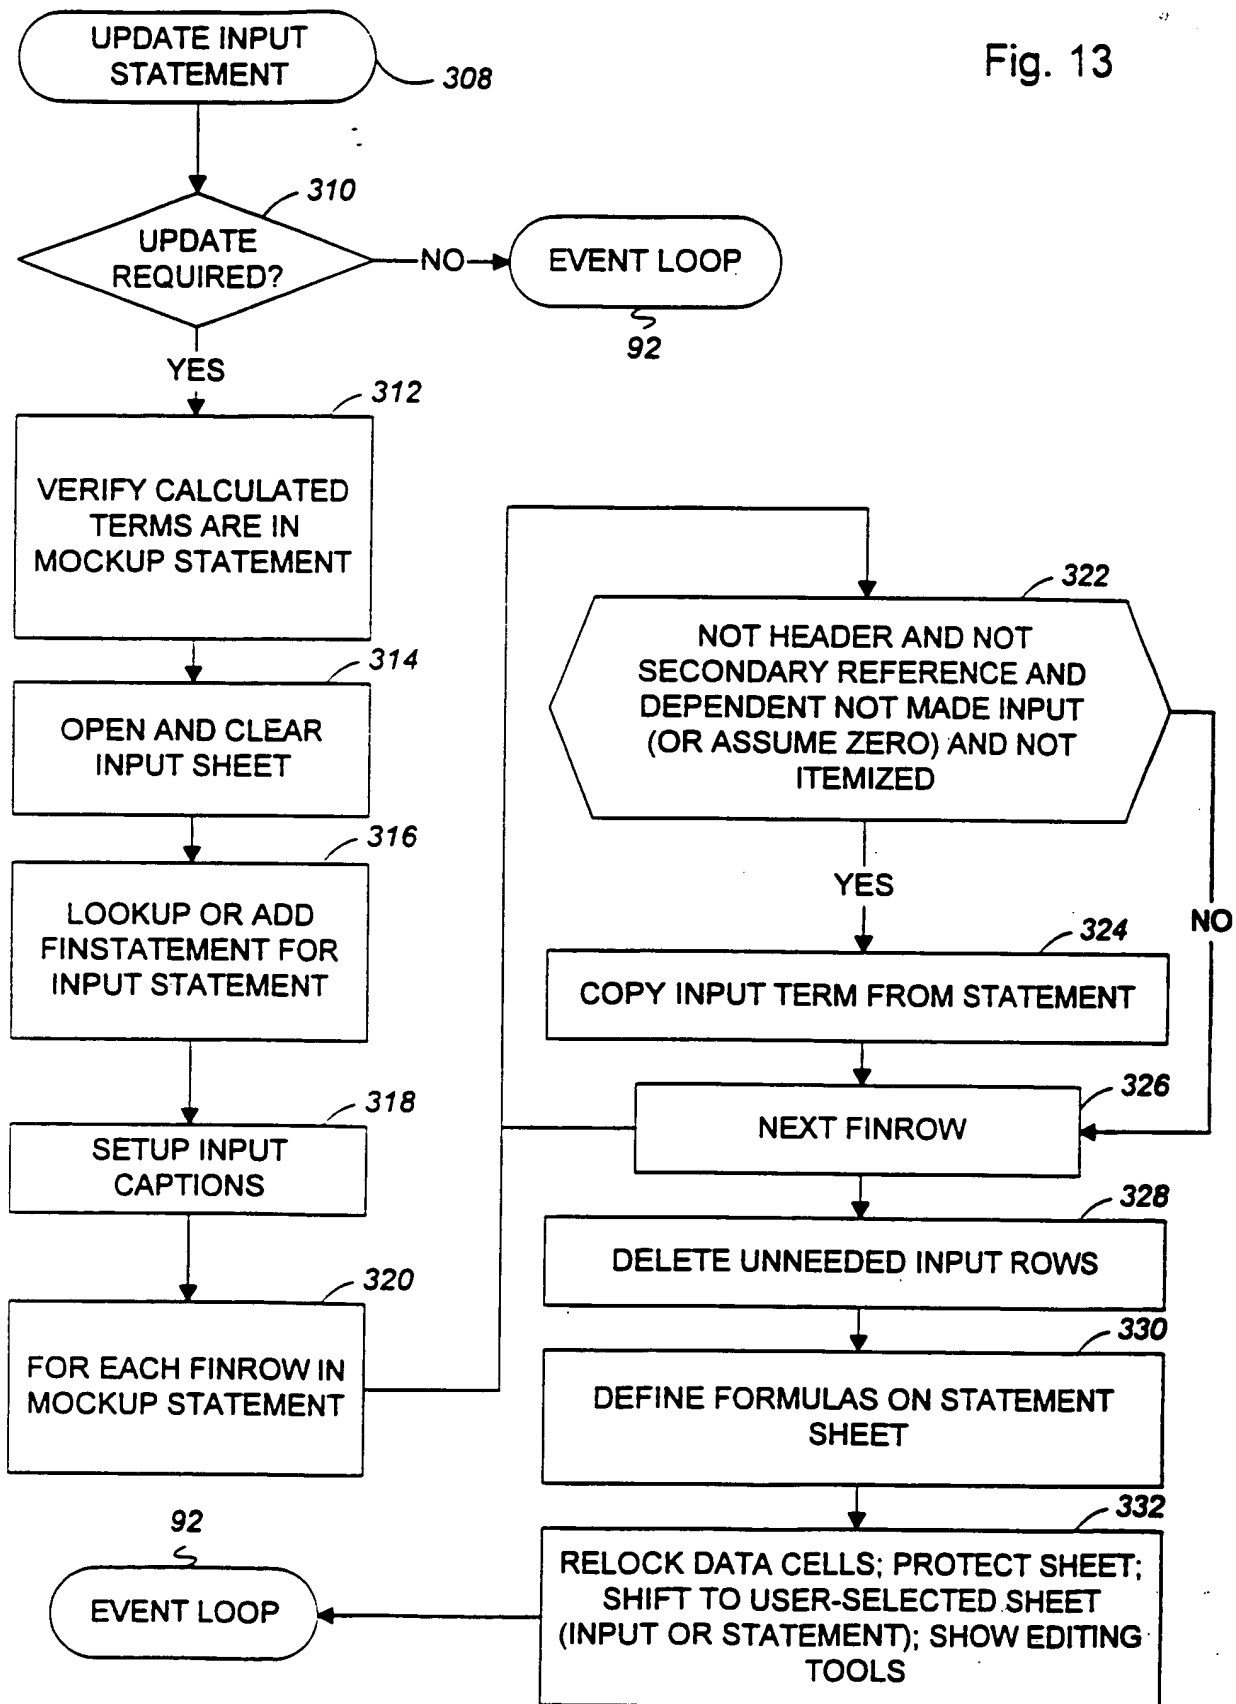 Fig. 13
UPDATE INPUT
STATEMENT
308
310
UPDATE
REQUIRED?
NO
EVENT LOOP
92
YES
312
VERIFY CALCULATED
TERMS ARE IN
MOCKUP STATEMENT
314
OPEN AND CLEAR
INPUT SHEET
316
LOOKUP OR ADD
FINSTATEMENT FOR
INPUT STATEMENT
318
SETUP INPUT
CAPTIONS
320
FOR EACH FINROW IN
MOCKUP STATEMENT
322
NOT HEADER AND NOT
SECONDARY REFERENCE AND
DEPENDENT NOT MADE INPUT
(OR ASSUME ZERO) AND NOT
ITEMIZED
YES
NO
324
COPY INPUT TERM FROM STATEMENT
326
NEXT FINROW
328
DELETE UNNEEDED INPUT ROWS
330
DEFINE FORMULAS ON STATEMENT
SHEET
332
RELOCK DATA CELLS; PROTECT SHEET;
SHIFT TO USER-SELECTED SHEET
(INPUT OR STATEMENT); SHOW EDITING
TOOLS
92
EVENT LOOP